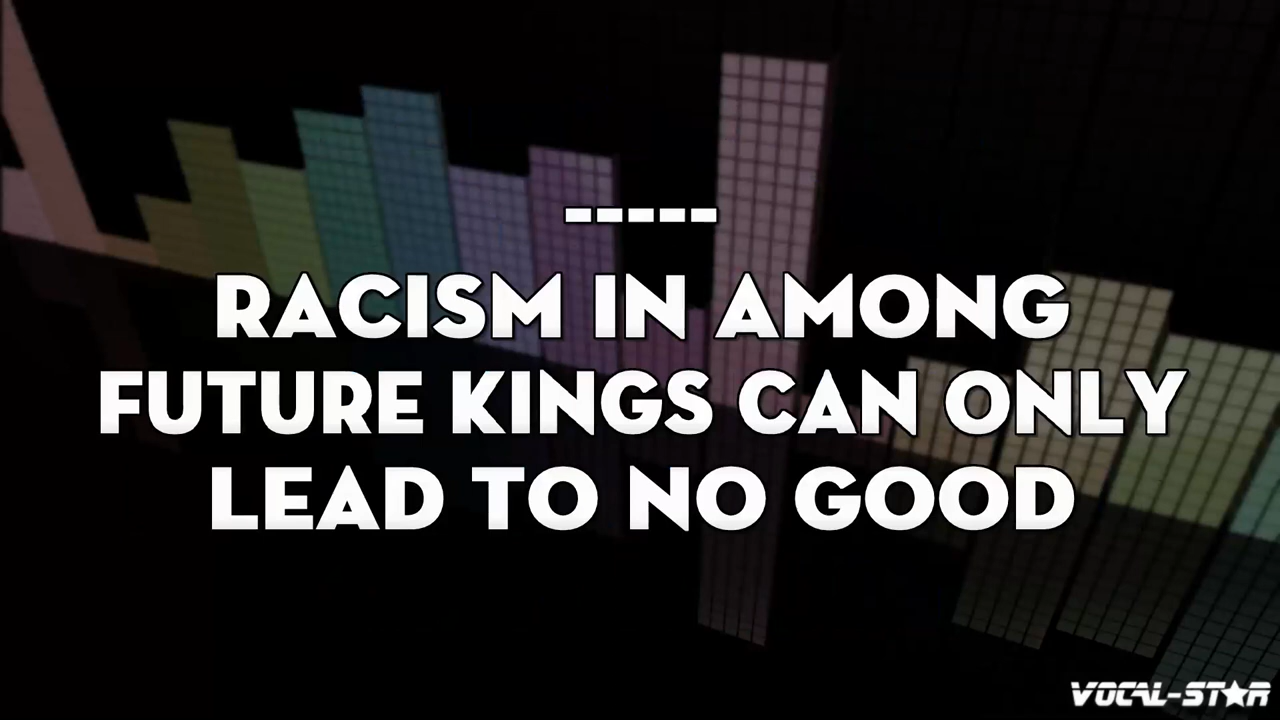 -----
RACISM IN AMONG
FUTURE KINGS CAN ONLY
LEAD TO NO GOOD
VOCAL-STAR